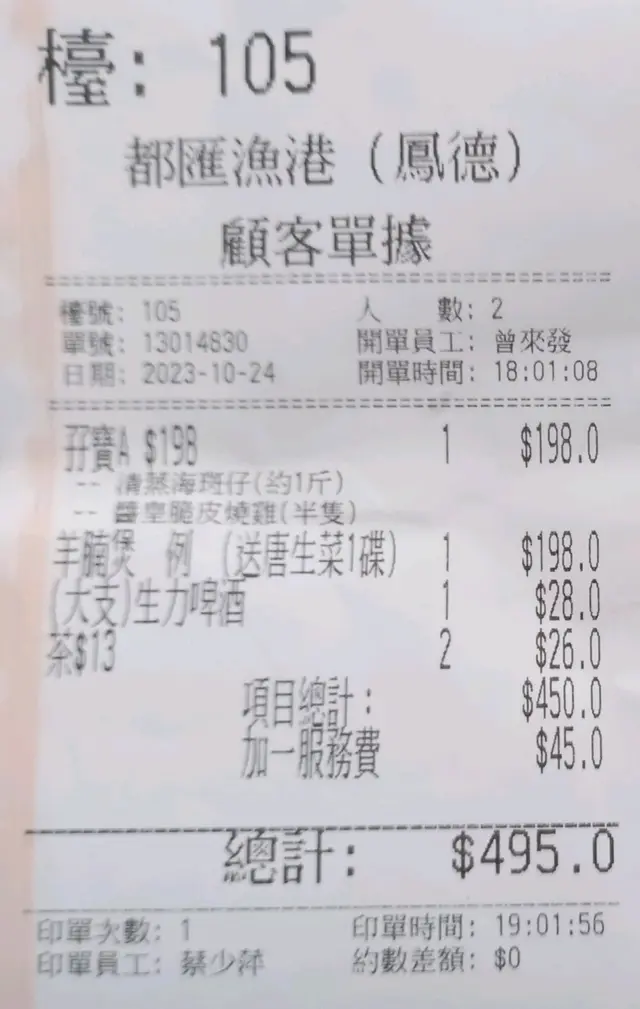 檯: 105
都匯漁港（鳳德）
顧客單據
檯號: 105 人 數: 2
單號: 13014830 開單員工: 曾來發
日期: 2023-10-24 開單時間: 18:01:08
孖寶A $198 1 $198.0
-- 清蒸海斑仔(約1斤)
-- 醬皇脆皮燒雞(半隻)
羊腩煲 例 (送唐生菜1碟) 1 $198.0
(大支)生力啤酒 1 $28.0
茶$13 2 $26.0
項目總計: $450.0
加一服務費 $45.0
總計: $495.0
印單次數: 1 印單時間: 19:01:56
印單員工: 蔡少萍 約數差額: $0